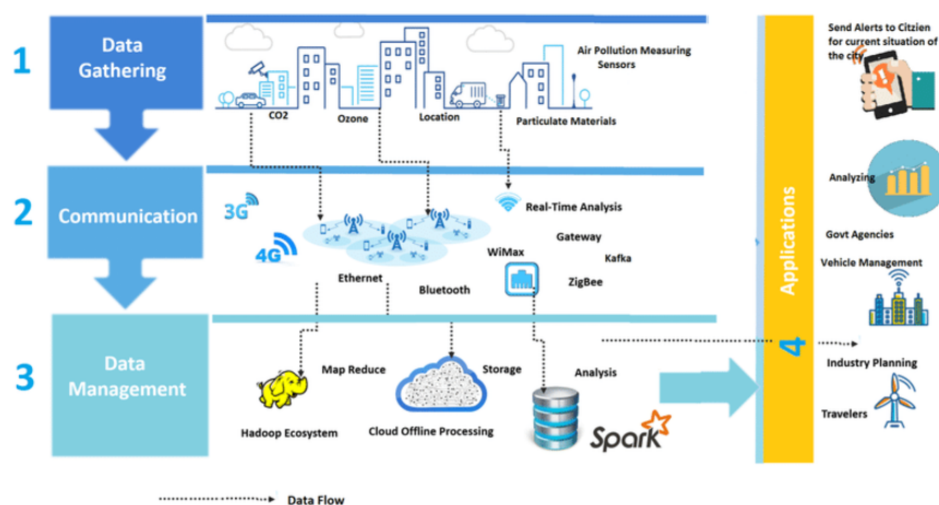 1
Data
Gathering
Air Pollution Measuring
Sensors
CO2
Ozone
Location
Particulate Materials
2
Communication
3G
4G
Real-Time Analysis
Gateway
WiMax
Kafka
Ethernet
Bluetooth
ZigBee
3
Data
Management
Map Reduce
Storage
Analysis
Hadoop Ecosystem
Cloud Offline Processing
Spark
Data Flow
4
Applications
Send Alerts to Citzien
for current situation of
the city
Analyzing
Govt Agencies
Vehicle Management
Industry Planning
Travelers